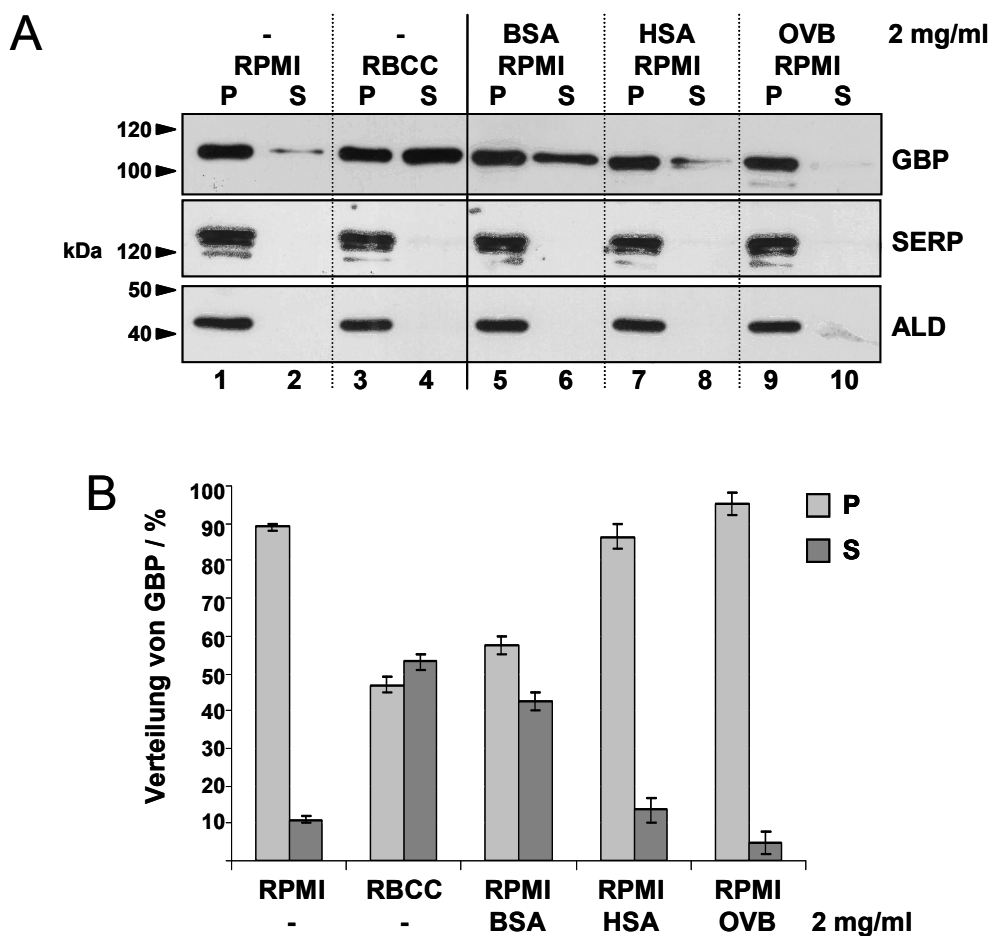 A
- - BSA HSA OVB 2 mg/ml
RPMI RBCC RPMI RPMI RPMI
P S P S P S P S P S
120
100
GBP
kDa
120
SERP
50
40
ALD
1 2 3 4 5 6 7 8 9 10
B
Verteilung von GBP / %
100
90
80
70
60
50
40
30
20
10
P
S
RPMI RBCC RPMI RPMI RPMI
- - BSA HSA OVB 2 mg/ml